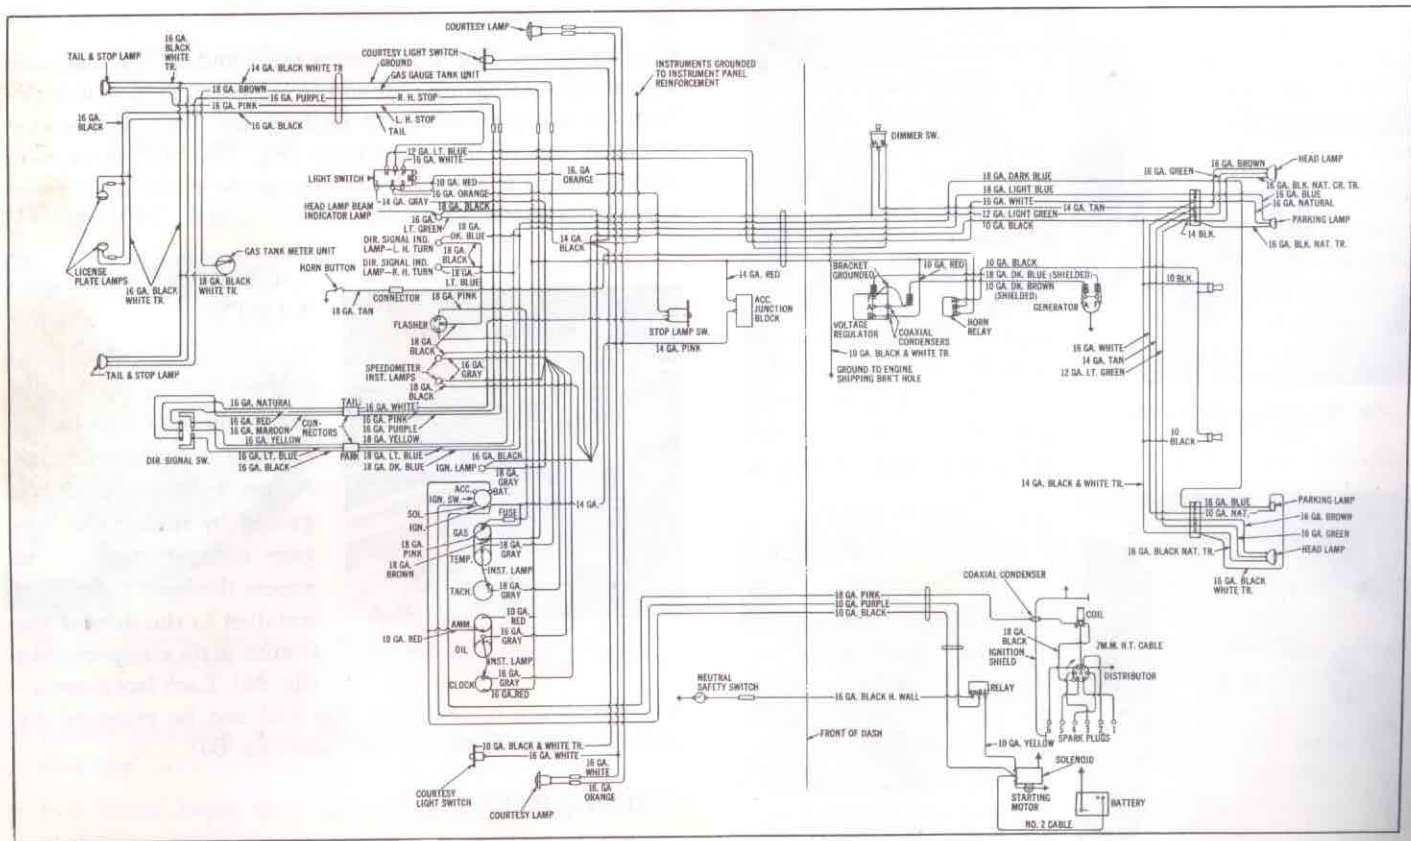 COURTESY LAMP
16 GA.
BLACK
WHITE
TR.
TAIL & STOP LAMP
COURTESY LIGHT SWITCH
GROUND
14 GA. BLACK WHITE TR
GAS GAUGE TANK UNIT
INSTRUMENTS GROUNDED
TO INSTRUMENT PANEL
REINFORCEMENT
18 GA. BROWN
16 GA. PURPLE
R. H. STOP
16 GA. PINK
L. H. STOP
16 GA. BLACK
TAIL
16 GA.
BLACK
DIMMER SW.
12 GA. LT. BLUE
16 GA. WHITE
LIGHT SWITCH
10 GA. RED
16 GA. ORANGE
14 GA. GRAY
16. GA
ORANGE
HEAD LAMP BEAM
INDICATOR LAMP
18 GA. BLACK
16 GA.
LT. GREEN
18 GA.
DK. BLUE
DIR. SIGNAL IND.
LAMP—L. H. TURN
18 GA.
BLACK
DIR. SIGNAL IND.
LAMP—R. H. TURN
18 GA.
LT. BLUE
14 GA.
BLACK
18 GA. DARK BLUE
18 GA. LIGHT BLUE
16 GA. WHITE
14 GA. TAN
12 GA. LIGHT GREEN
10 GA. BLACK
16 GA. GREEN
16 GA. BROWN
HEAD LAMP
16 GA. BLK. NAT. CR. TR.
16 GA. BLUE
16 GA. NATURAL
PARKING LAMP
14 BLK.
16 GA. BLK. NAT. TR.
GAS TANK METER UNIT
LICENSE
PLATE LAMPS
16 GA. BLACK
WHITE TR.
18 GA. BLACK
WHITE TR.
HORN BUTTON
CONNECTOR
18 GA. TAN
18 GA. PINK
14 GA. RED
ACC.
JUNCTION
BLOCK
BRACKET
GROUNDED
10 GA. RED
10 GA. BLACK
18 GA. DK. BLUE (SHIELDED)
10 GA. DK. BROWN
(SHIELDED)
GENERATOR
10 BLK.
VOLTAGE
REGULATOR
COAXIAL
CONDENSERS
HORN
RELAY
FLASHER
STOP LAMP SW.
14 GA. PINK
18 GA.
BLACK
16 GA.
GRAY
SPEEDOMETER
INST. LAMPS
18 GA.
BLACK
10 GA. BLACK & WHITE TR.
GROUND TO ENGINE
SHIPPING BRK'T HOLE
16 GA. WHITE
14 GA. TAN
12 GA. LT. GREEN
TAIL & STOP LAMP
16 GA. NATURAL
TAIL
16 GA. WHITE
16 GA. RED
16 GA. MAROON
CON-
NECTORS
16 GA. PINK
16 GA. PURPLE
16 GA. YELLOW
18 GA. YELLOW
16 GA. LT. BLUE
PARK
18 GA. LT. BLUE
16 GA. BLACK
DIR. SIGNAL SW.
16 GA. BLACK
18 GA. DK. BLUE
IGN. LAMP
10
BLACK
18 GA.
GRAY
ACC.
BAT.
IGN. SW.
SOL.
IGN.
FUSE
14 GA.
14 GA. BLACK & WHITE TR.
16 GA. BLUE
10 GA. NAT.
PARKING LAMP
16 GA. BROWN
16 GA. GREEN
HEAD LAMP
16 GA. BLACK NAT. TR.
16 GA. BLACK
WHITE TR.
GAS
18 GA.
PINK
18 GA.
GRAY
TEMP.
18 GA.
BROWN
INST. LAMP
TACH.
18 GA.
GRAY
AMM.
10 GA.
RED
10 GA. RED
16 GA.
GRAY
OIL
INST. LAMP
16 GA.
GRAY
CLOCK
16 GA. RED
COAXIAL CONDENSER
18 GA. PINK
10 GA. PURPLE
10 GA. BLACK
COIL
18 GA.
BLACK
7M.M. H.T. CABLE
IGNITION
SHIELD
DISTRIBUTOR
NEUTRAL
SAFETY SWITCH
16 GA. BLACK H. WALL
RELAY
6 5 4 3 2 1
SPARK PLUGS
FRONT OF DASH
10 GA. YELLOW
10 GA. BLACK & WHITE TR.
16 GA. WHITE
SOLENOID
COURTESY
LIGHT SWITCH
16 GA.
WHITE
16. GA
ORANGE
COURTESY LAMP
STARTING
MOTOR
BATTERY
NO. 2 CABLE